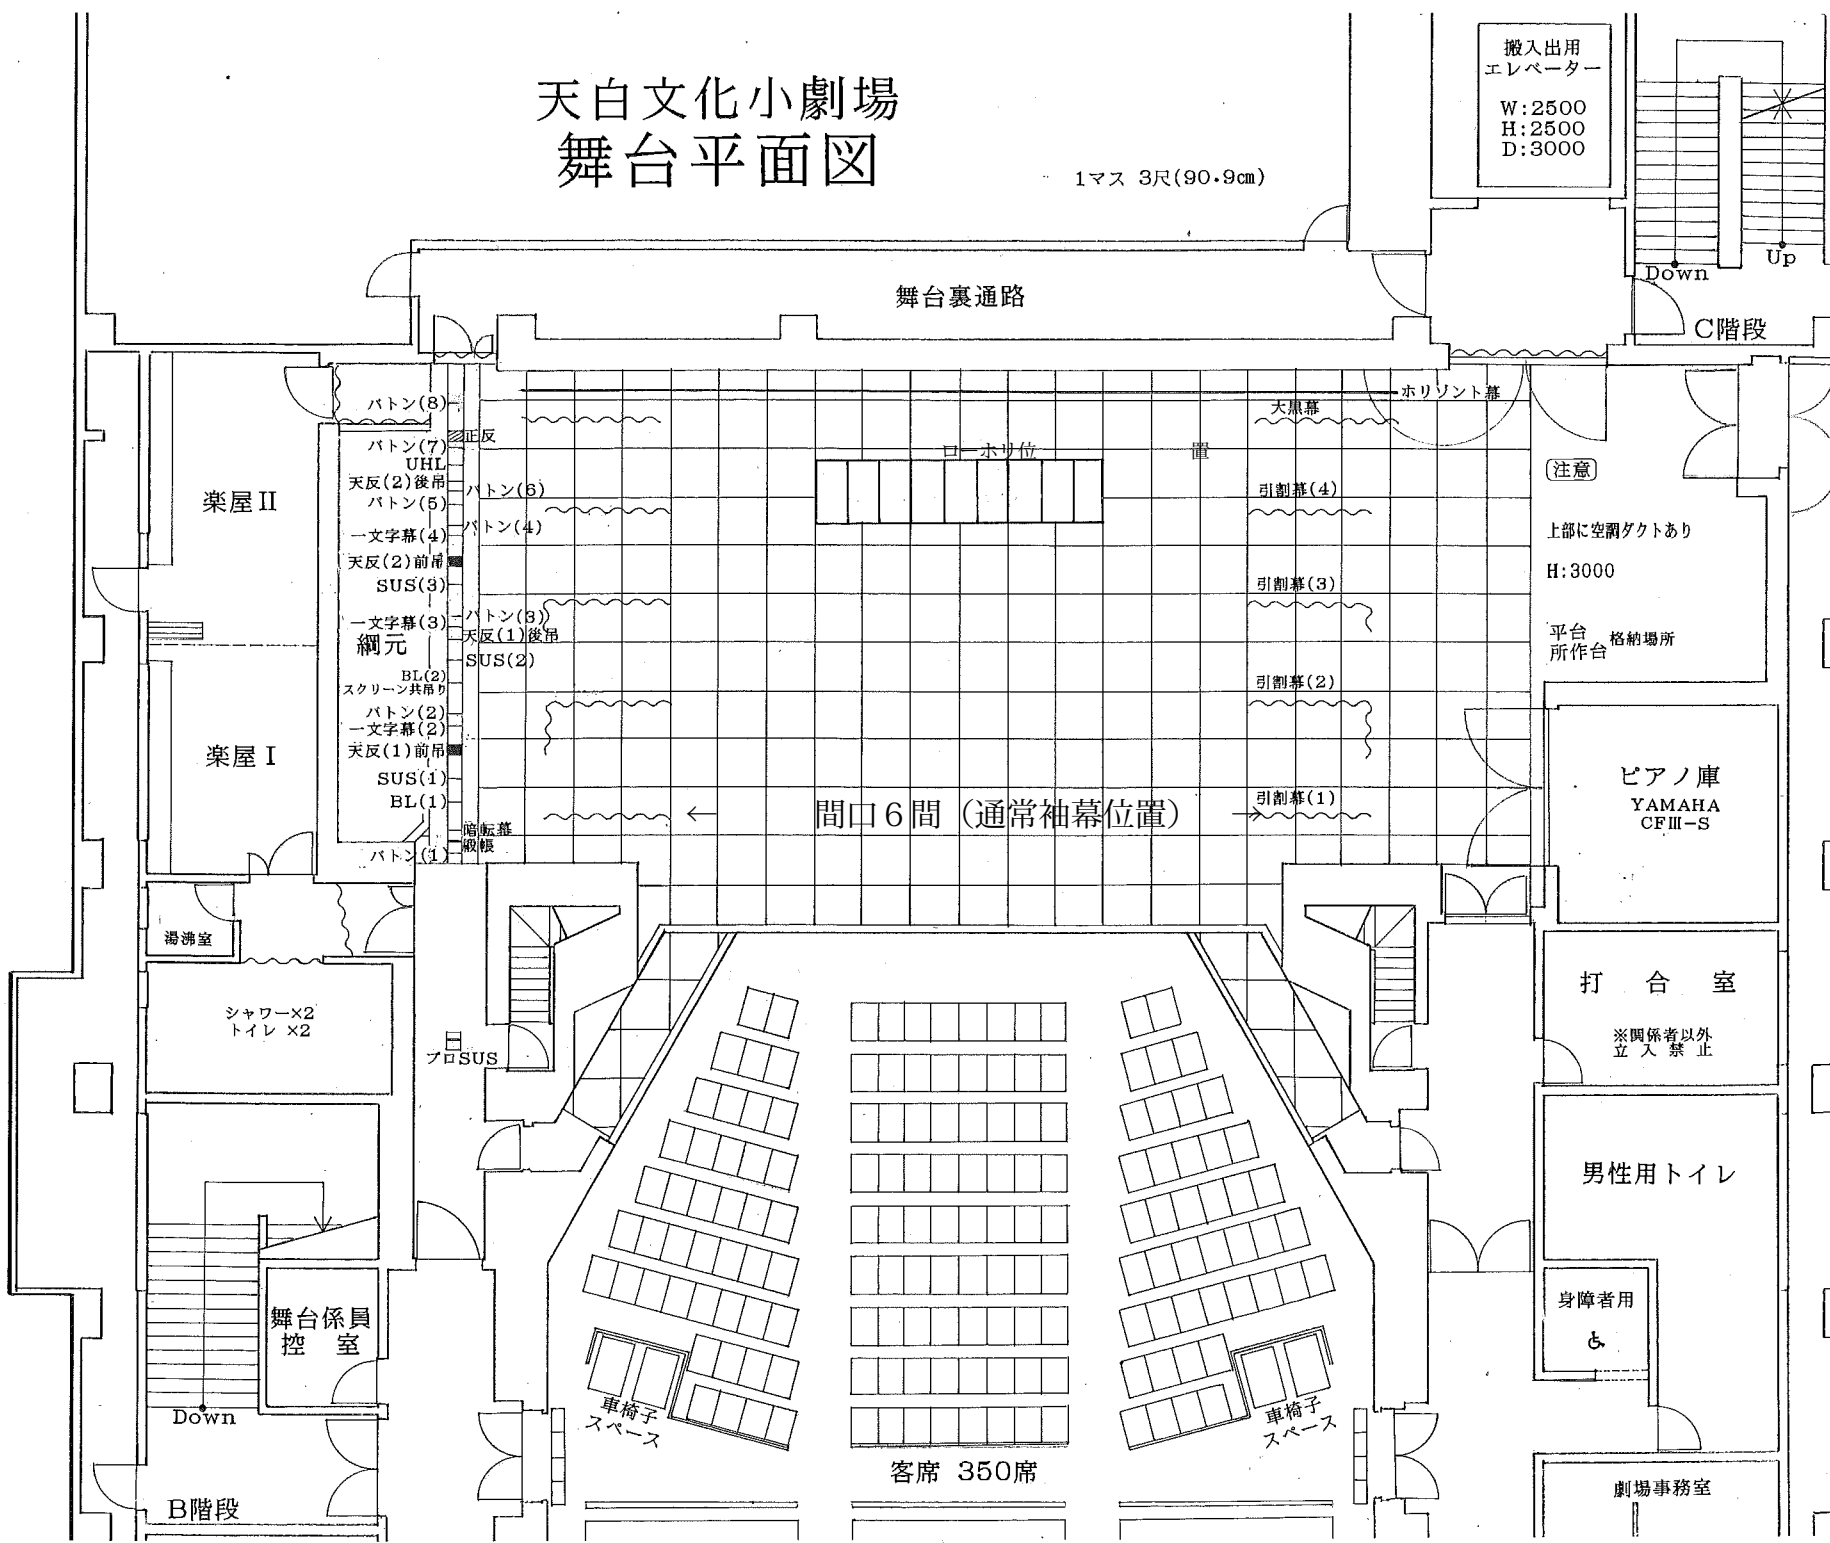 天白文化小劇場
舞台平面図
1マス 3尺(90.9㎝)
搬入出用
エレベーター
W:2500
H:2500
D:3000
Down
Up
C階段
舞台裏通路
ホリゾント幕
大黒幕
ローホリ位置
バトン(8)
正反
バトン(7)
UHL
天反(2)後吊
バトン(6)
バトン(5)
バトン(4)
一文字幕(4)
天反(2)前吊
SUS(3)
バトン(3)
一文字幕(3)
天反(1)後吊
綱元
SUS(2)
BL(2)
スクリーン共吊り
バトン(2)
一文字幕(2)
天反(1)前吊
SUS(1)
BL(1)
暗転幕
緞帳
バトン(1)
楽屋Ⅱ
楽屋Ⅰ
引割幕(4)
引割幕(3)
引割幕(2)
引割幕(1)
← 間口6間(通常袖幕位置) →
注意
上部に空調ダクトあり
H:3000
平台
所作台
格納場所
ピアノ庫
YAMAHA
CFⅢ-S
湯沸室
シャワー×2
トイレ ×2
プロSUS
打 合 室
※関係者以外
立 入 禁 止
男性用トイレ
身障者用
劇場事務室
舞台係員
控 室
Down
B階段
車椅子
スペース
車椅子
スペース
客席 350席